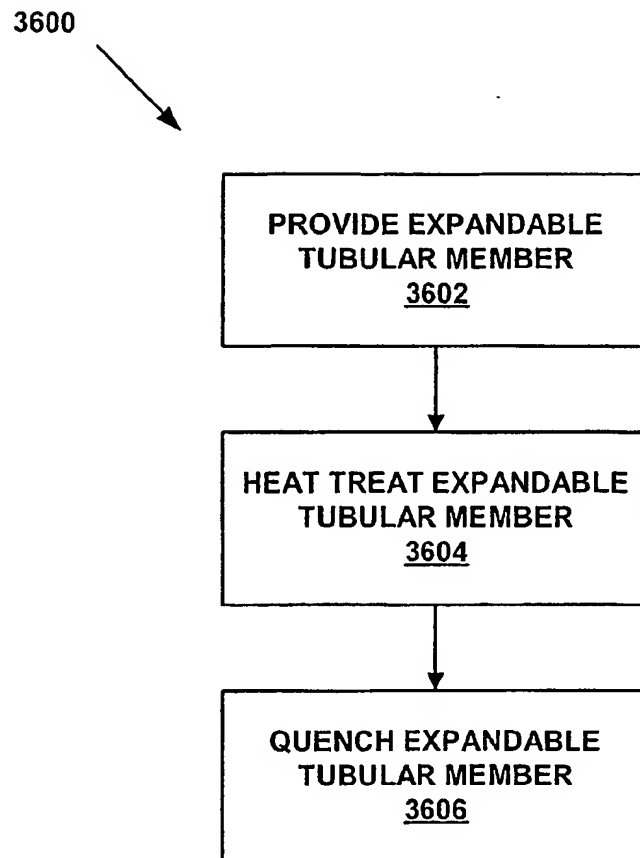 3600
PROVIDE EXPANDABLE
TUBULAR MEMBER
3602
HEAT TREAT EXPANDABLE
TUBULAR MEMBER
3604
QUENCH EXPANDABLE
TUBULAR MEMBER
3606